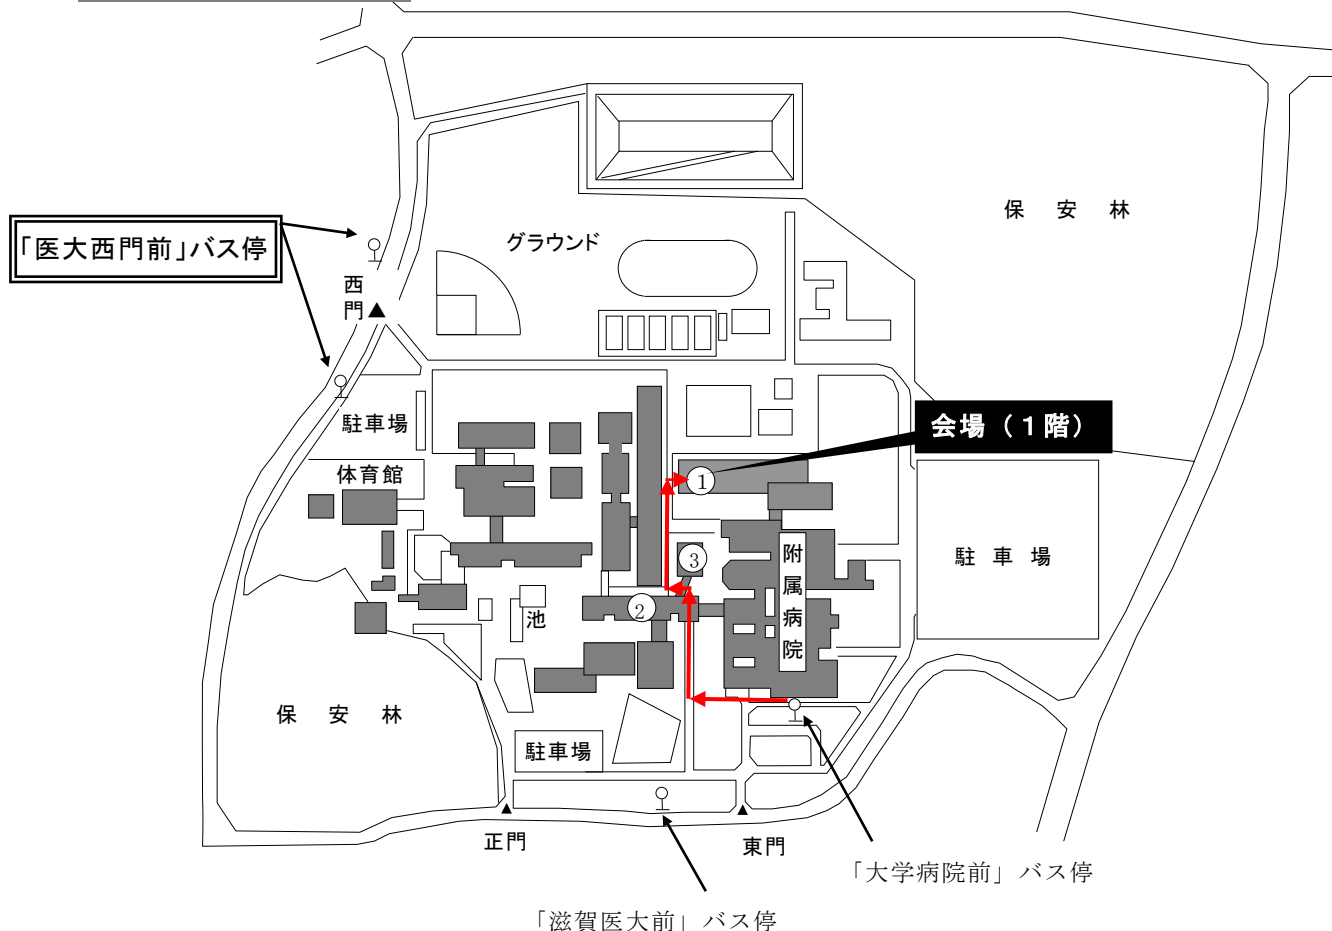 保　安　林
グラウンド
「医大西門前」バス停
西
門
駐車場
会場（１階）
体育館
①
③
附属病院
駐 車 場
②
池
保　安　林
駐車場
正門
東門
「大学病院前」バス停
「滋賀医大前」バス停